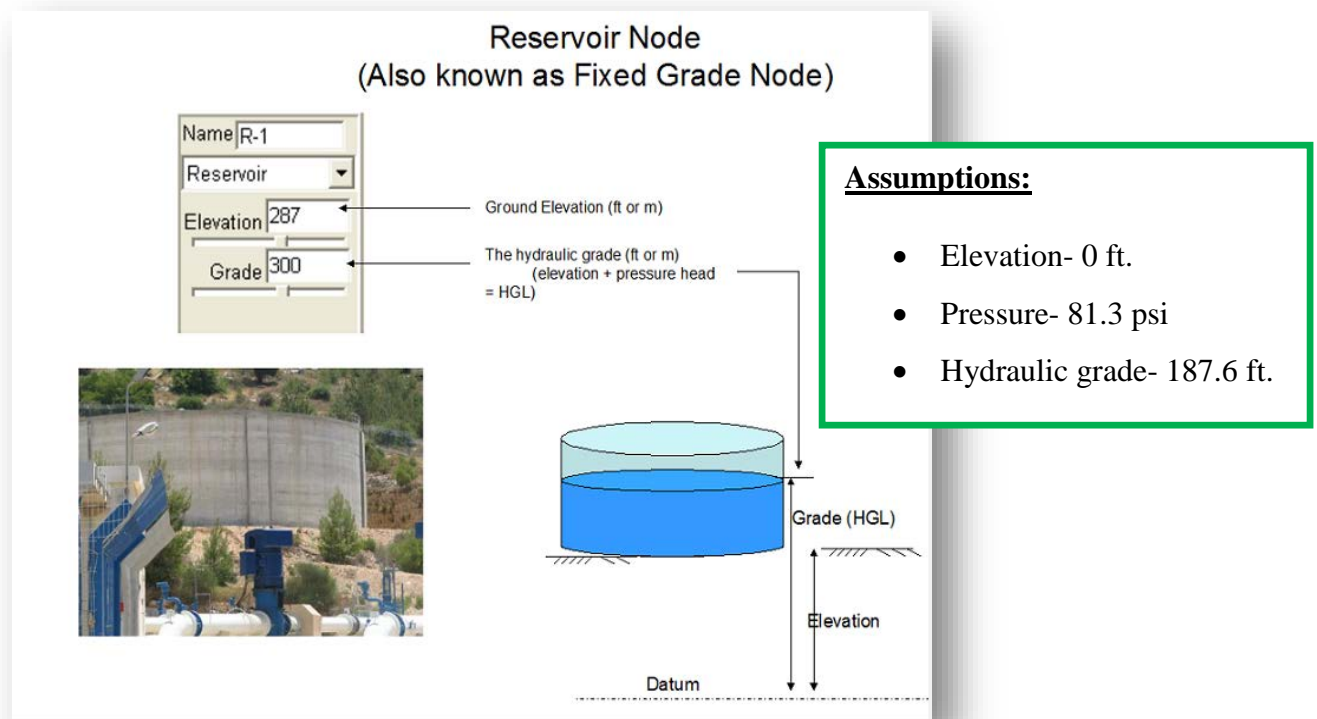 Reservoir Node
(Also known as Fixed Grade Node)
Name R-1
Reservoir
Elevation 287
Grade 300
Ground Elevation (ft or m)
The hydraulic grade (ft or m)
(elevation + pressure head
= HGL)
Assumptions:
• Elevation- 0 ft.
• Pressure- 81.3 psi
• Hydraulic grade- 187.6 ft.
Grade (HGL)
Elevation
Datum